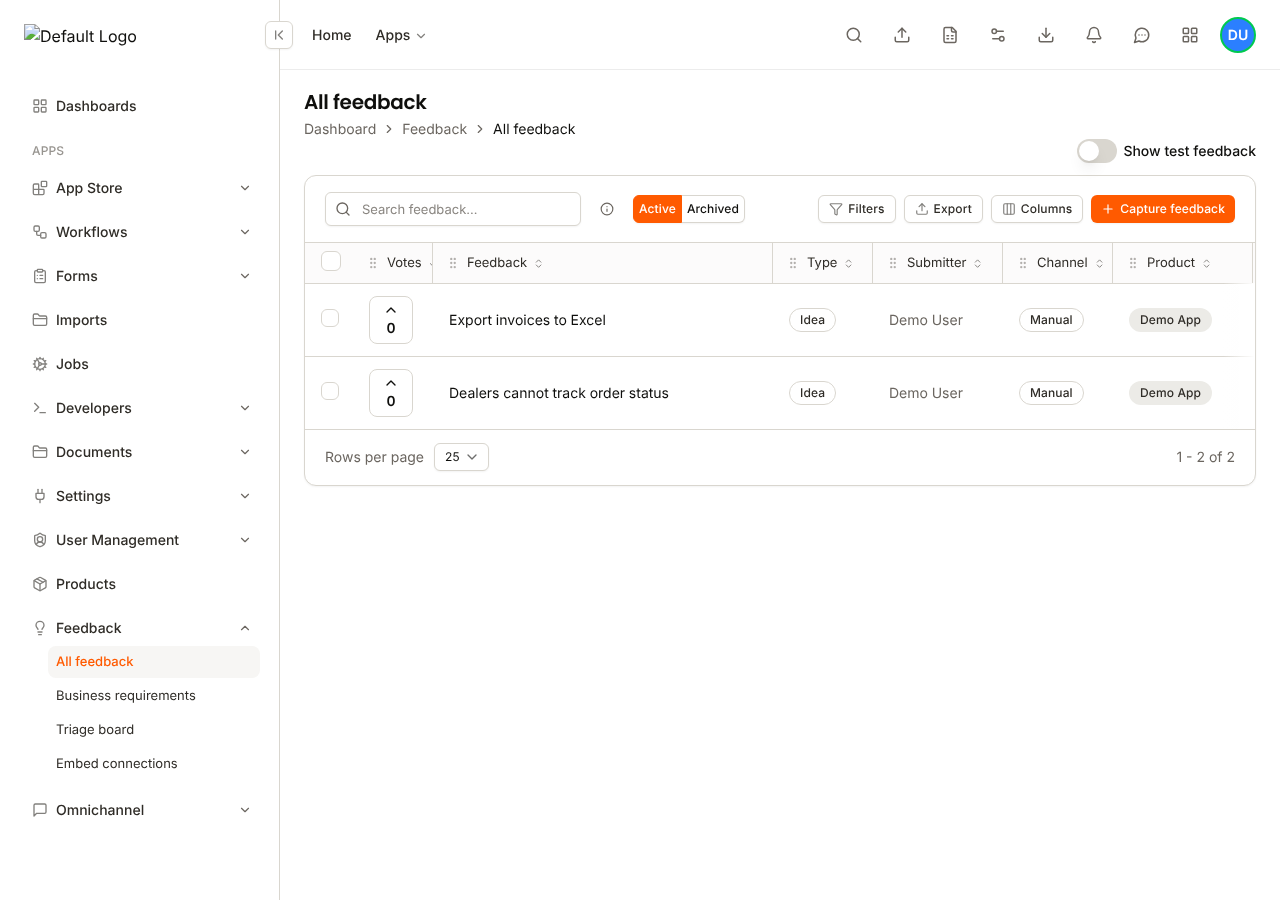 Default Logo
Home Apps
DU
Dashboards
APPS
App Store
Workflows
Forms
Imports
Jobs
Developers
Documents
Settings
User Management
Products
Feedback
All feedback
Business requirements
Triage board
Embed connections
Omnichannel
All feedback
Dashboard Feedback All feedback
Show test feedback
Search feedback... Active Archived Filters Export Columns Capture feedback
Votes Feedback Type Submitter Channel Product
0 Export invoices to Excel Idea Demo User Manual Demo App
0 Dealers cannot track order status Idea Demo User Manual Demo App
Rows per page 25 1 - 2 of 2